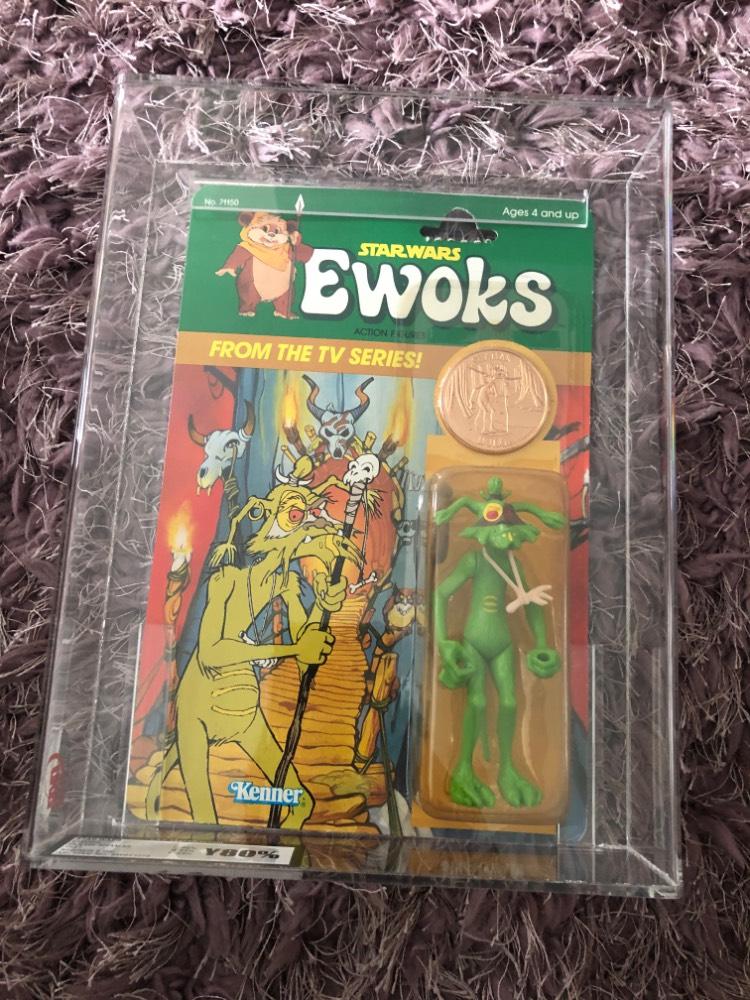 No. 71150
Ages 4 and up
STAR WARS
EWOKS
ACTION FIGURES
FROM THE TV SERIES!
Kenner
Y80%